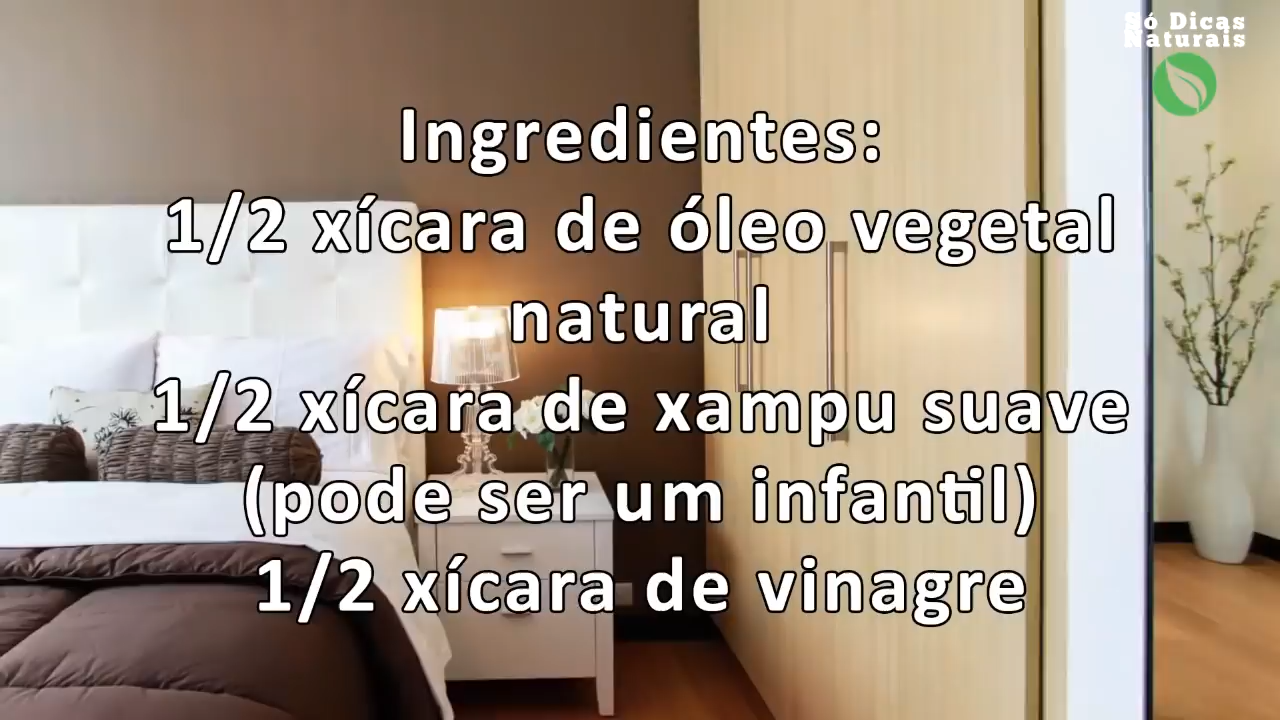 Só Dicas
Naturais
Ingredientes:
1/2 xícara de óleo vegetal
natural
1/2 xícara de xampu suave
(pode ser um infantil)
1/2 xícara de vinagre